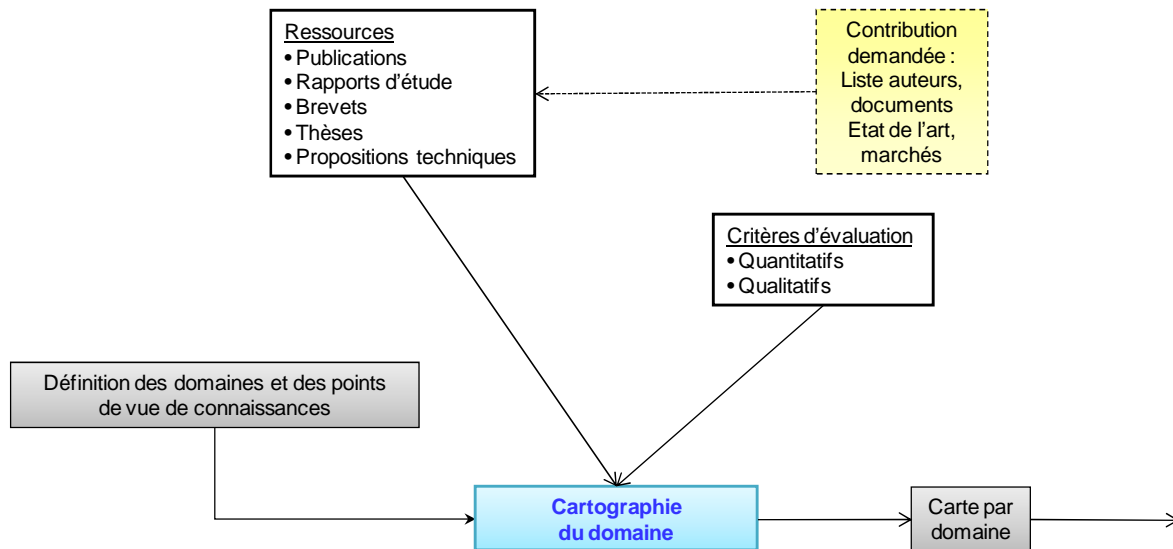 Ressources
• Publications
• Rapports d'étude
• Brevets
• Thèses
• Propositions techniques
Contribution
demandée :
Liste auteurs,
documents
Etat de l'art,
marchés
Critères d'évaluation
• Quantitatifs
• Qualitatifs
Définition des domaines et des points
de vue de connaissances
Cartographie
du domaine
Carte par
domaine